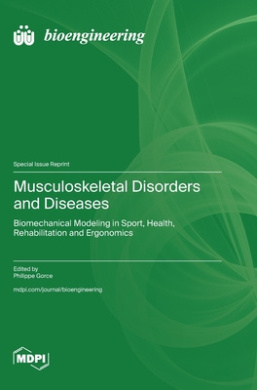 bioengineering
Special Issue Reprint
Musculoskeletal Disorders
and Diseases
Biomechanical Modeling in Sport, Health,
Rehabilitation and Ergonomics
Edited by
Philippe Gorce
mdpi.com/journal/bioengineering
MDPI